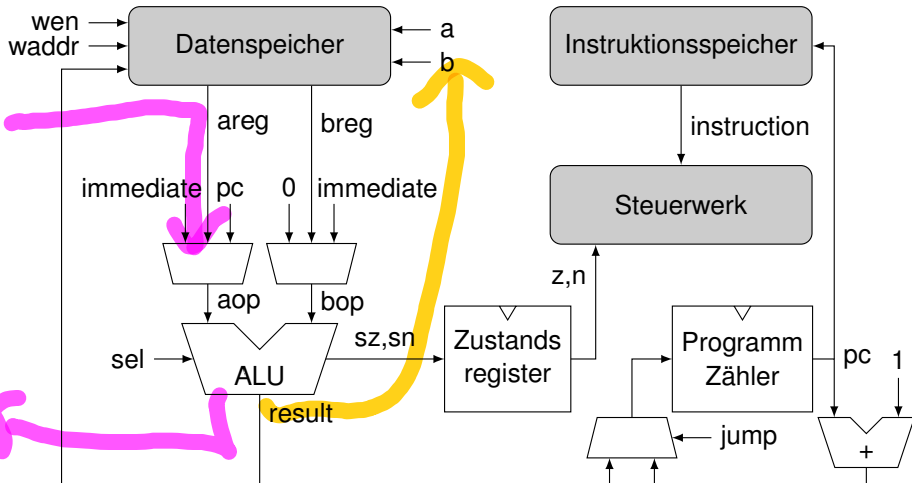 wen
waddr
Datenspeicher
a
b
Instruktionsspeicher
areg
breg
instruction
immediate
pc
0
immediate
Steuerwerk
aop
bop
z,n
sel
ALU
sz,sn
Zustands
register
Programm
Zähler
pc
1
result
jump
+